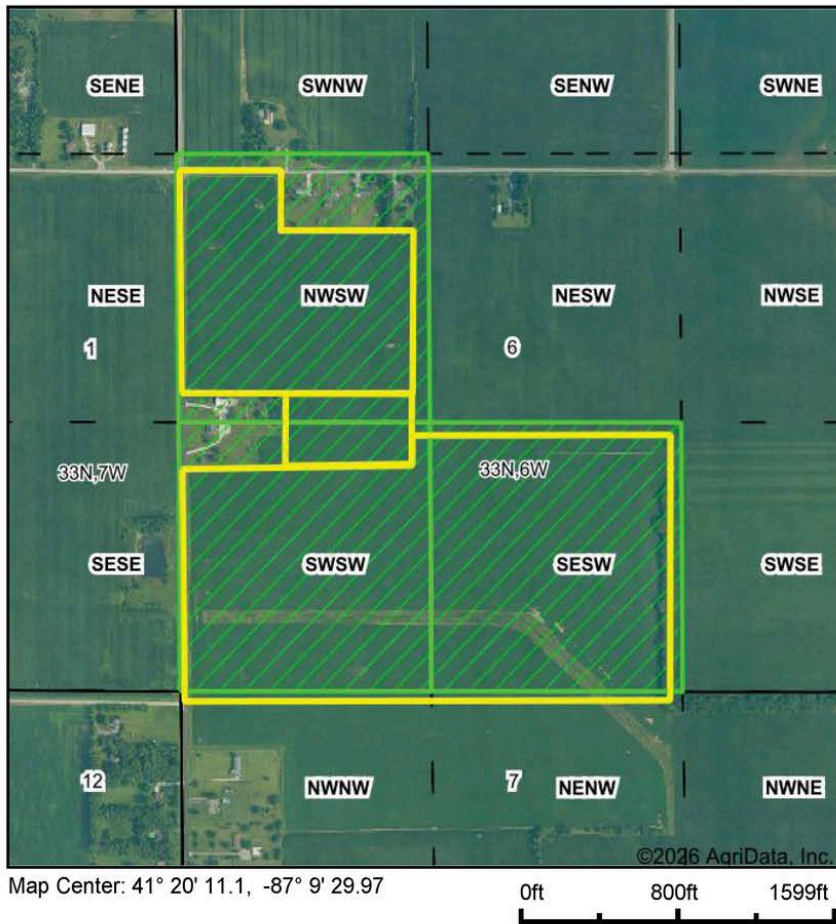 SENE SWNW SENW SWNE
NESE NWSW NESW NWSE
1 6
33N,7W 33N,6W
SESE SWSW SESW SWSE
12 NWNW 7 NENW NWNE
©2026 AgriData, Inc.
Map Center: 41° 20' 11.1, -87° 9' 29.97
0ft 800ft 1599ft